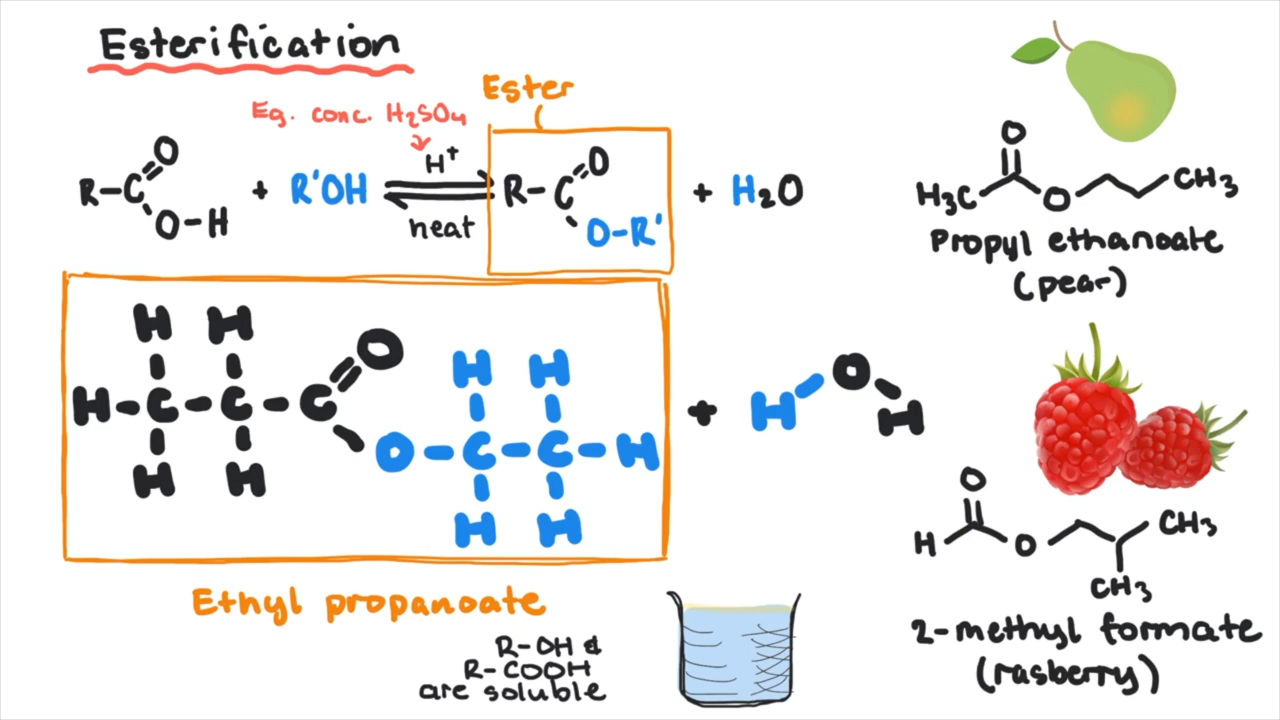 Esterification
Ester
Eg. conc. H₂SO₄
R-C=O O-H + R'OH H⁺ heat R-C=O O-R' + H₂O
H H
H-C-C-C=O
H H
O-C-C-H
H H
H H
+ H-O-H
Ethyl propanoate
R-OH &
R-COOH
are soluble
O
H₃C O CH₃
Propyl ethanoate
(pear)
O
H O CH₃
CH₃
2-methyl formate
(rasberry)